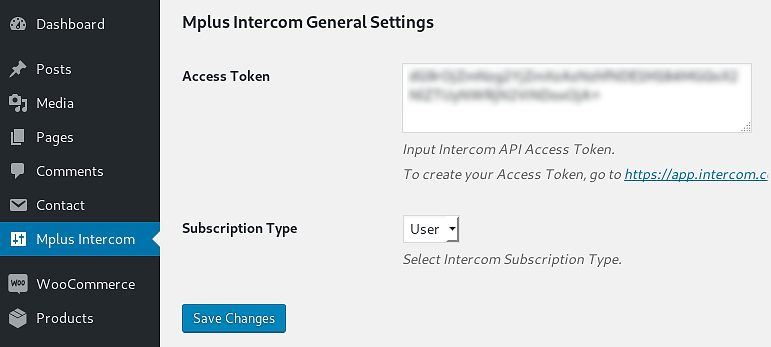 Dashboard
Posts
Media
Pages
Comments
Contact
Mplus Intercom
WOO
WooCommerce
Products
Mplus Intercom General Settings
Access Token
Input Intercom API Access Token.
To create your Access Token, go to https://app.intercom.c
Subscription Type
User
Select Intercom Subscription Type.
Save Changes